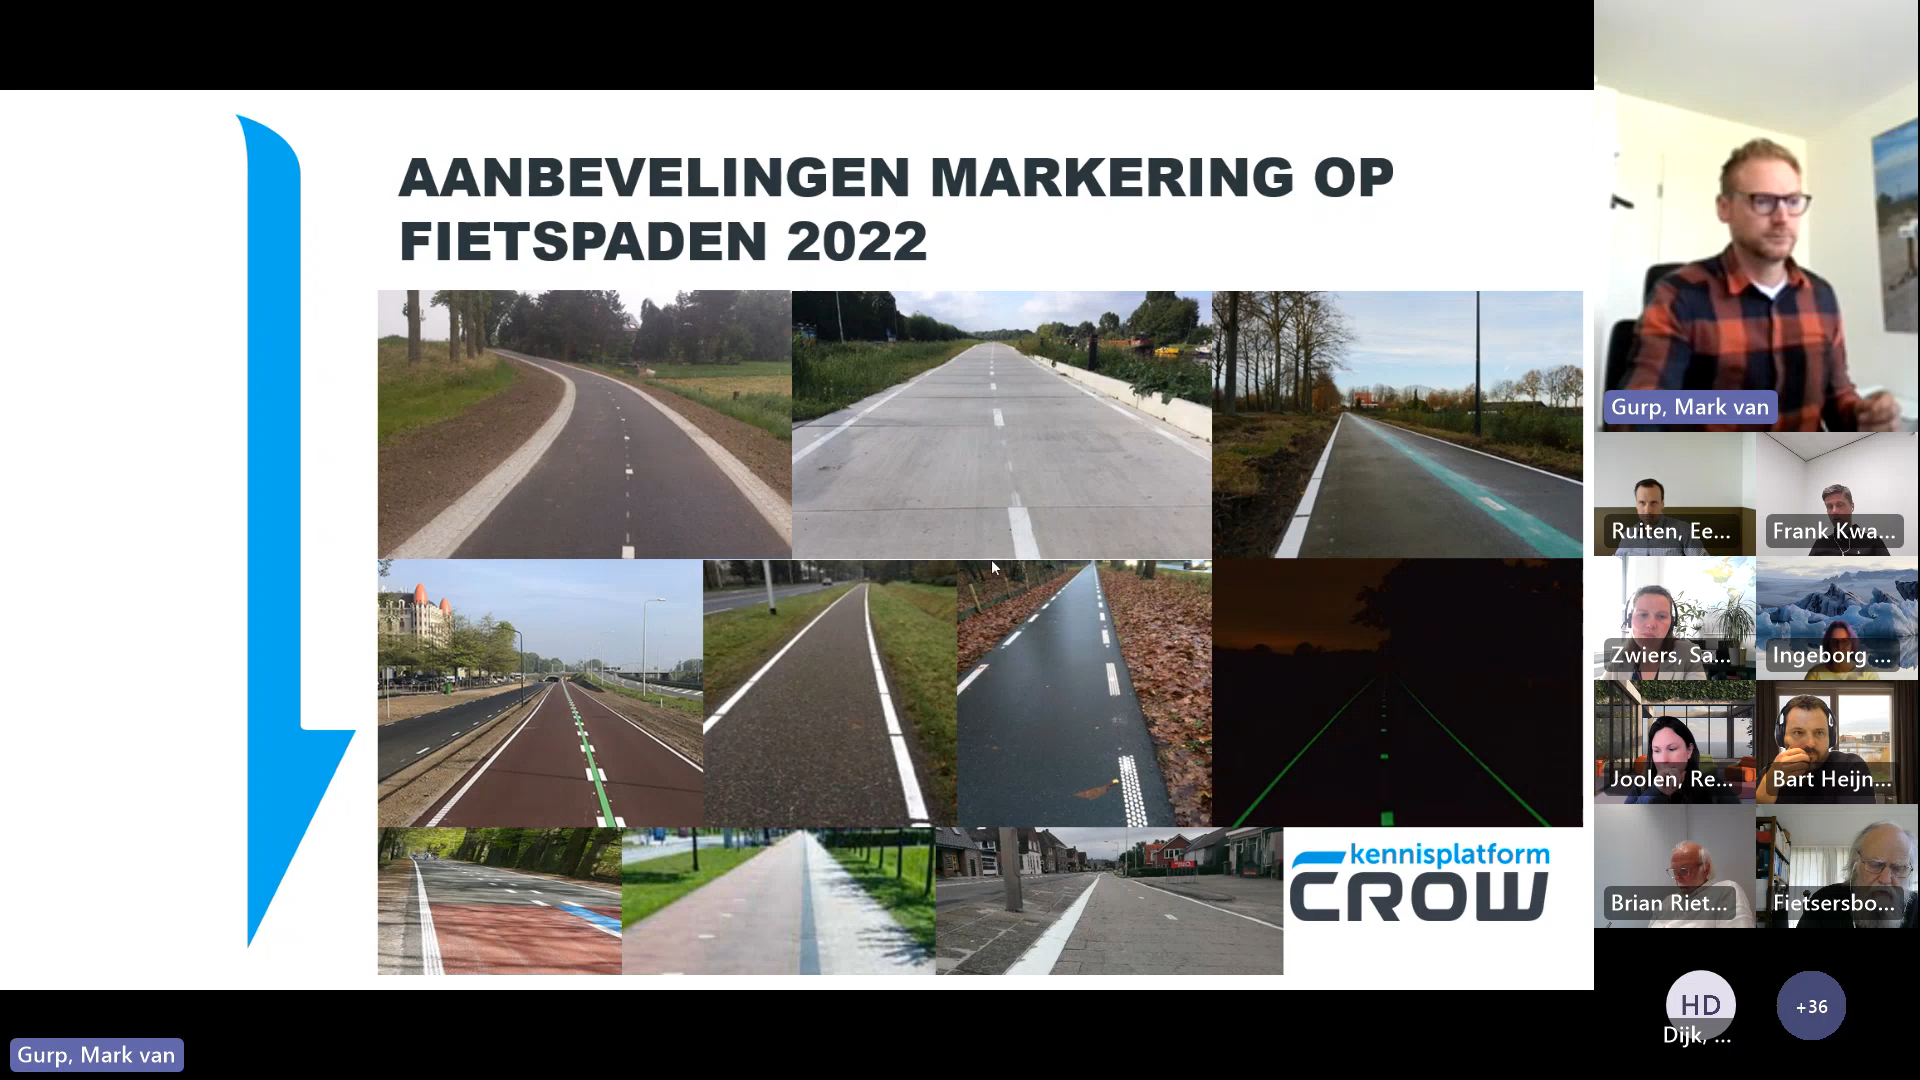 AANBEVELINGEN MARKERING OP
FIETSPADEN 2022
kennisplatform
CROW
Gurp, Mark van
Ruiten, Ee...
Frank Kwa...
Zwiers, Sa...
Ingeborg ...
Joolen, Re...
Bart Heijn...
Brian Riet...
Fietsersbo...
HD
Dijk, ...
+36
Gurp, Mark van